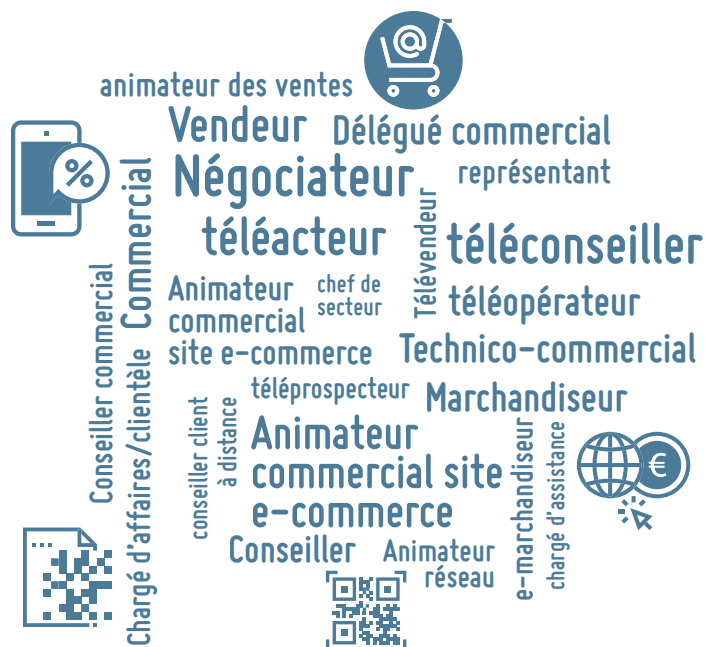 @
animateur des ventes
Vendeur
Délégué commercial
%
Négociateur
représentant
Commercial
téléacteur
Télévendeur
téléconseiller
Conseiller commercial
Animateur
commercial
site e-commerce
chef de
secteur
téléopérateur
Technico-commercial
Chargé d'affaires/clientèle
téléprospecteur
Marchandiseur
conseiller client
à distance
Animateur
commercial site
e-commerce
e-marchandiseur
chargé d'assistance
€
Conseiller
Animateur
réseau